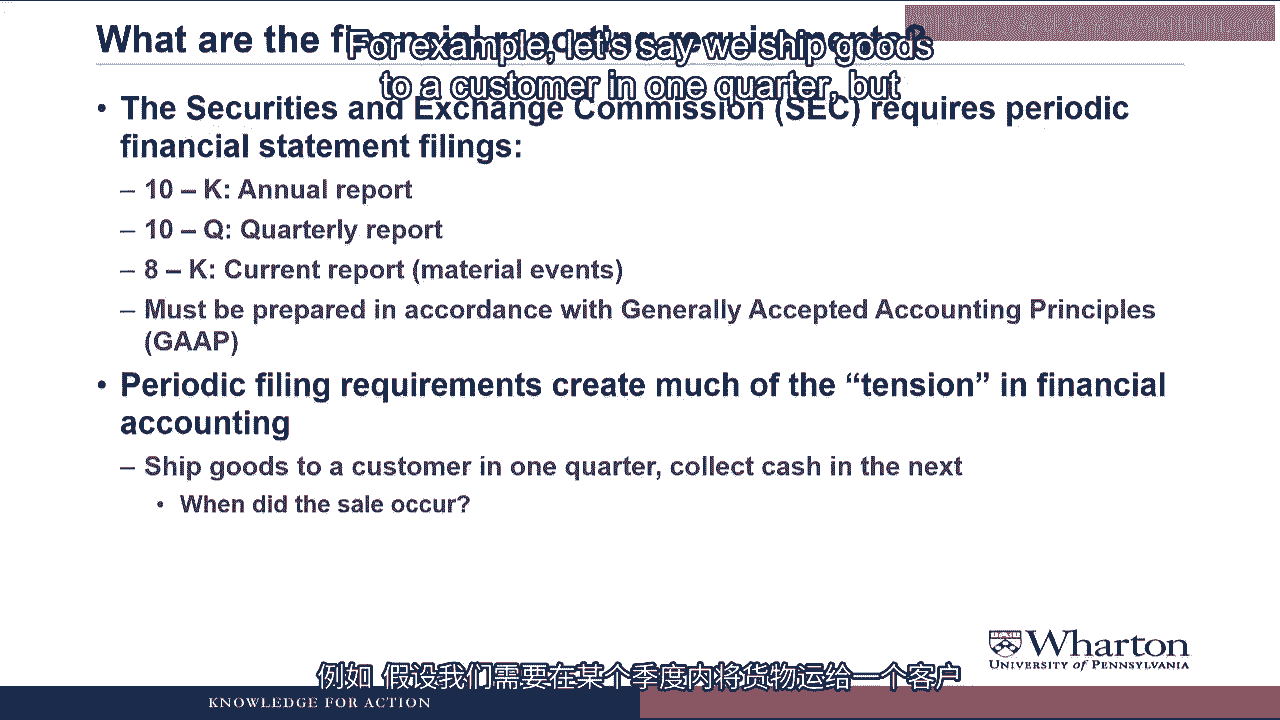 What are the financial reporting requirements?
For example, let's say we ship goods
to a customer in one quarter, but
• The Securities and Exchange Commission (SEC) requires periodic
financial statement filings:
– 10 – K: Annual report
– 10 – Q: Quarterly report
– 8 – K: Current report (material events)
– Must be prepared in accordance with Generally Accepted Accounting Principles
(GAAP)
• Periodic filing requirements create much of the “tension” in financial
accounting
– Ship goods to a customer in one quarter, collect cash in the next
• When did the sale occur?
Wharton
UNIVERSITY of PENNSYLVANIA
例如 假设我们需要在某个季度内将货物运给一个客户
KNOWLEDGE FOR ACTION